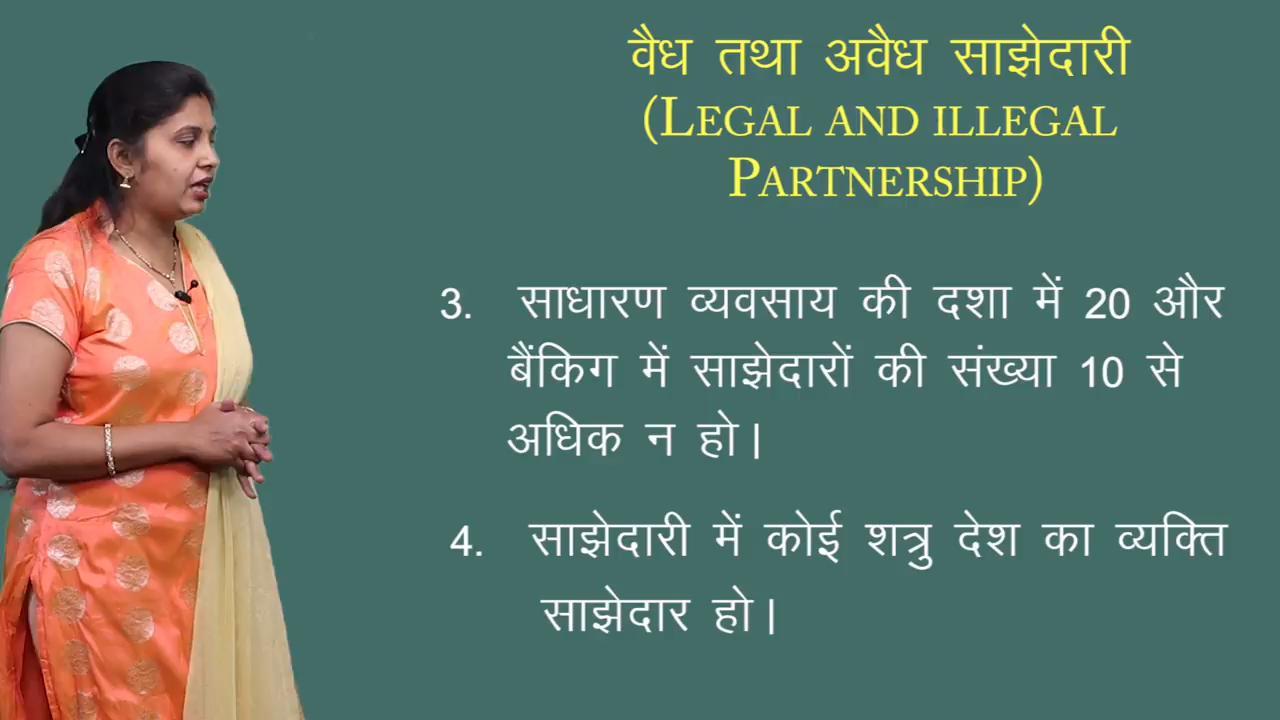 वैध तथा अवैध साझेदारी
(LEGAL AND ILLEGAL
PARTNERSHIP)
3. साधारण व्यवसाय की दशा में 20 और
बैंकिग में साझेदारों की संख्या 10 से
अधिक न हो।
4. साझेदारी में कोई शत्रु देश का व्यक्ति
साझेदार हो।